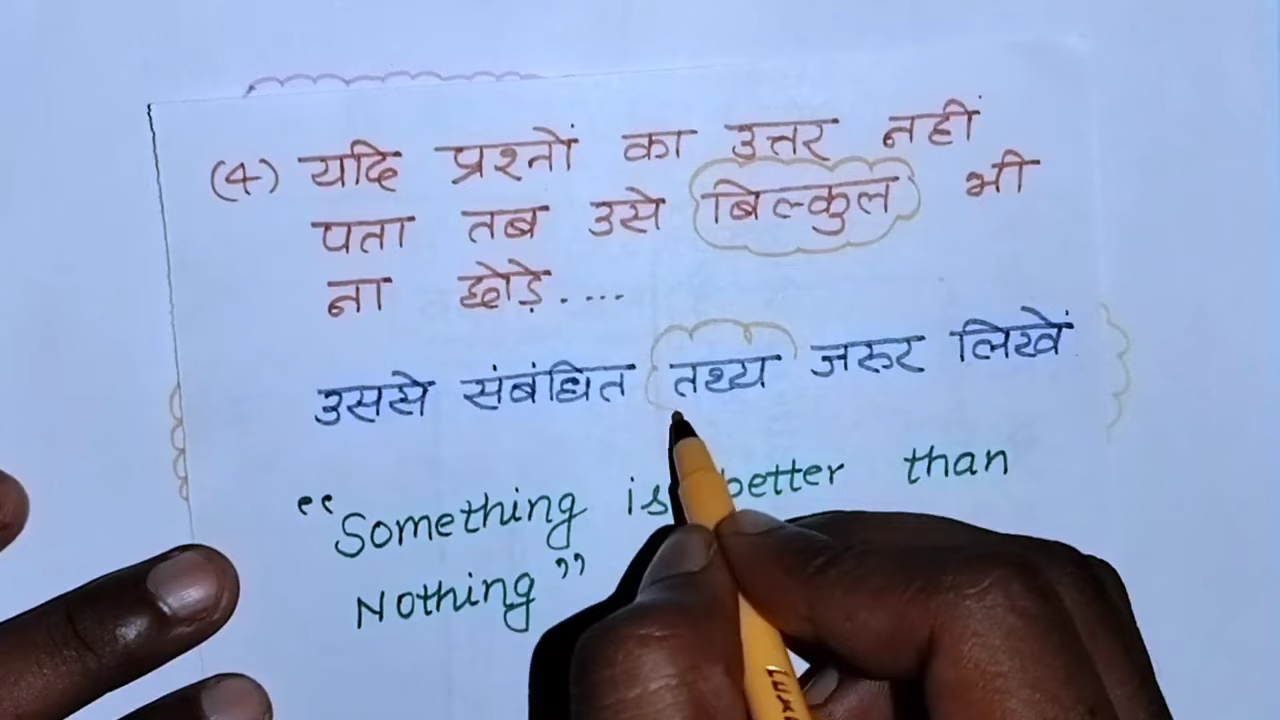 (4) यदि प्रश्नों का उत्तर नहीं
पता तब उसे बिल्कुल भी
ना छोड़े....
उससे संबंधित तथ्य जरुर लिखें
"Something is better than
Nothing"